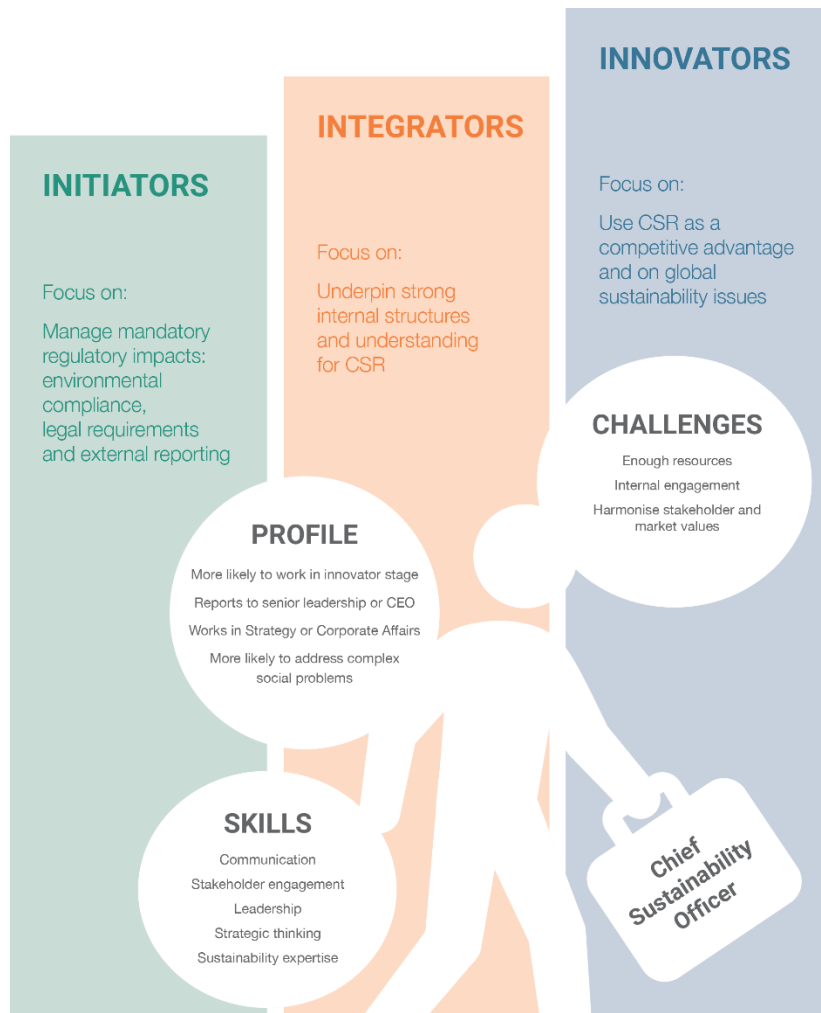 INITIATORS
Focus on:
Manage mandatory
regulatory impacts:
environmental
compliance,
legal requirements
and external reporting
INTEGRATORS
Focus on:
Underpin strong
internal structures
and understanding
for CSR
INNOVATORS
Focus on:
Use CSR as a
competitive advantage
and on global
sustainability issues
CHALLENGES
Enough resources
Internal engagement
Harmonise stakeholder and
market values
PROFILE
More likely to work in innovator stage
Reports to senior leadership or CEO
Works in Strategy or Corporate Affairs
More likely to address complex
social problems
SKILLS
Communication
Stakeholder engagement
Leadership
Strategic thinking
Sustainability expertise
Chief
Sustainability
Officer